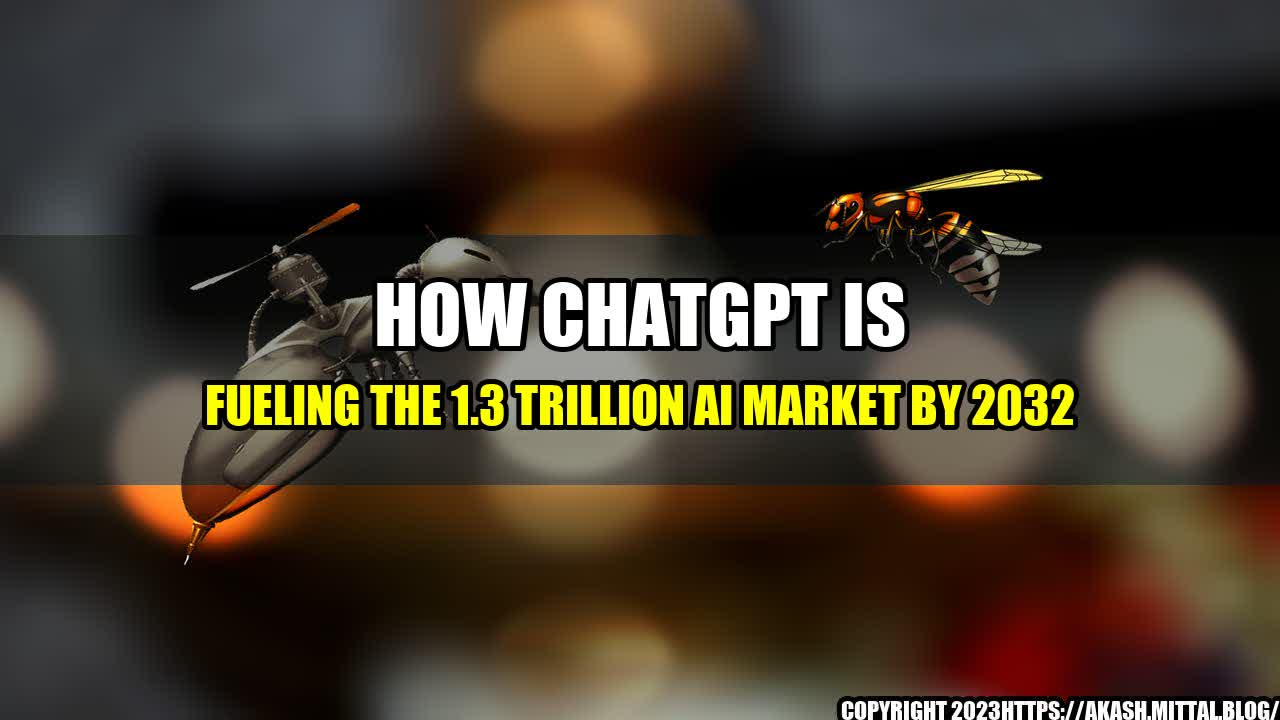 HOW CHATGPT IS
FUELING THE 1.3 TRILLION AI MARKET BY 2032
COPYRIGHT 2023HTTPS://AKASH.MITTAL.BLOG/